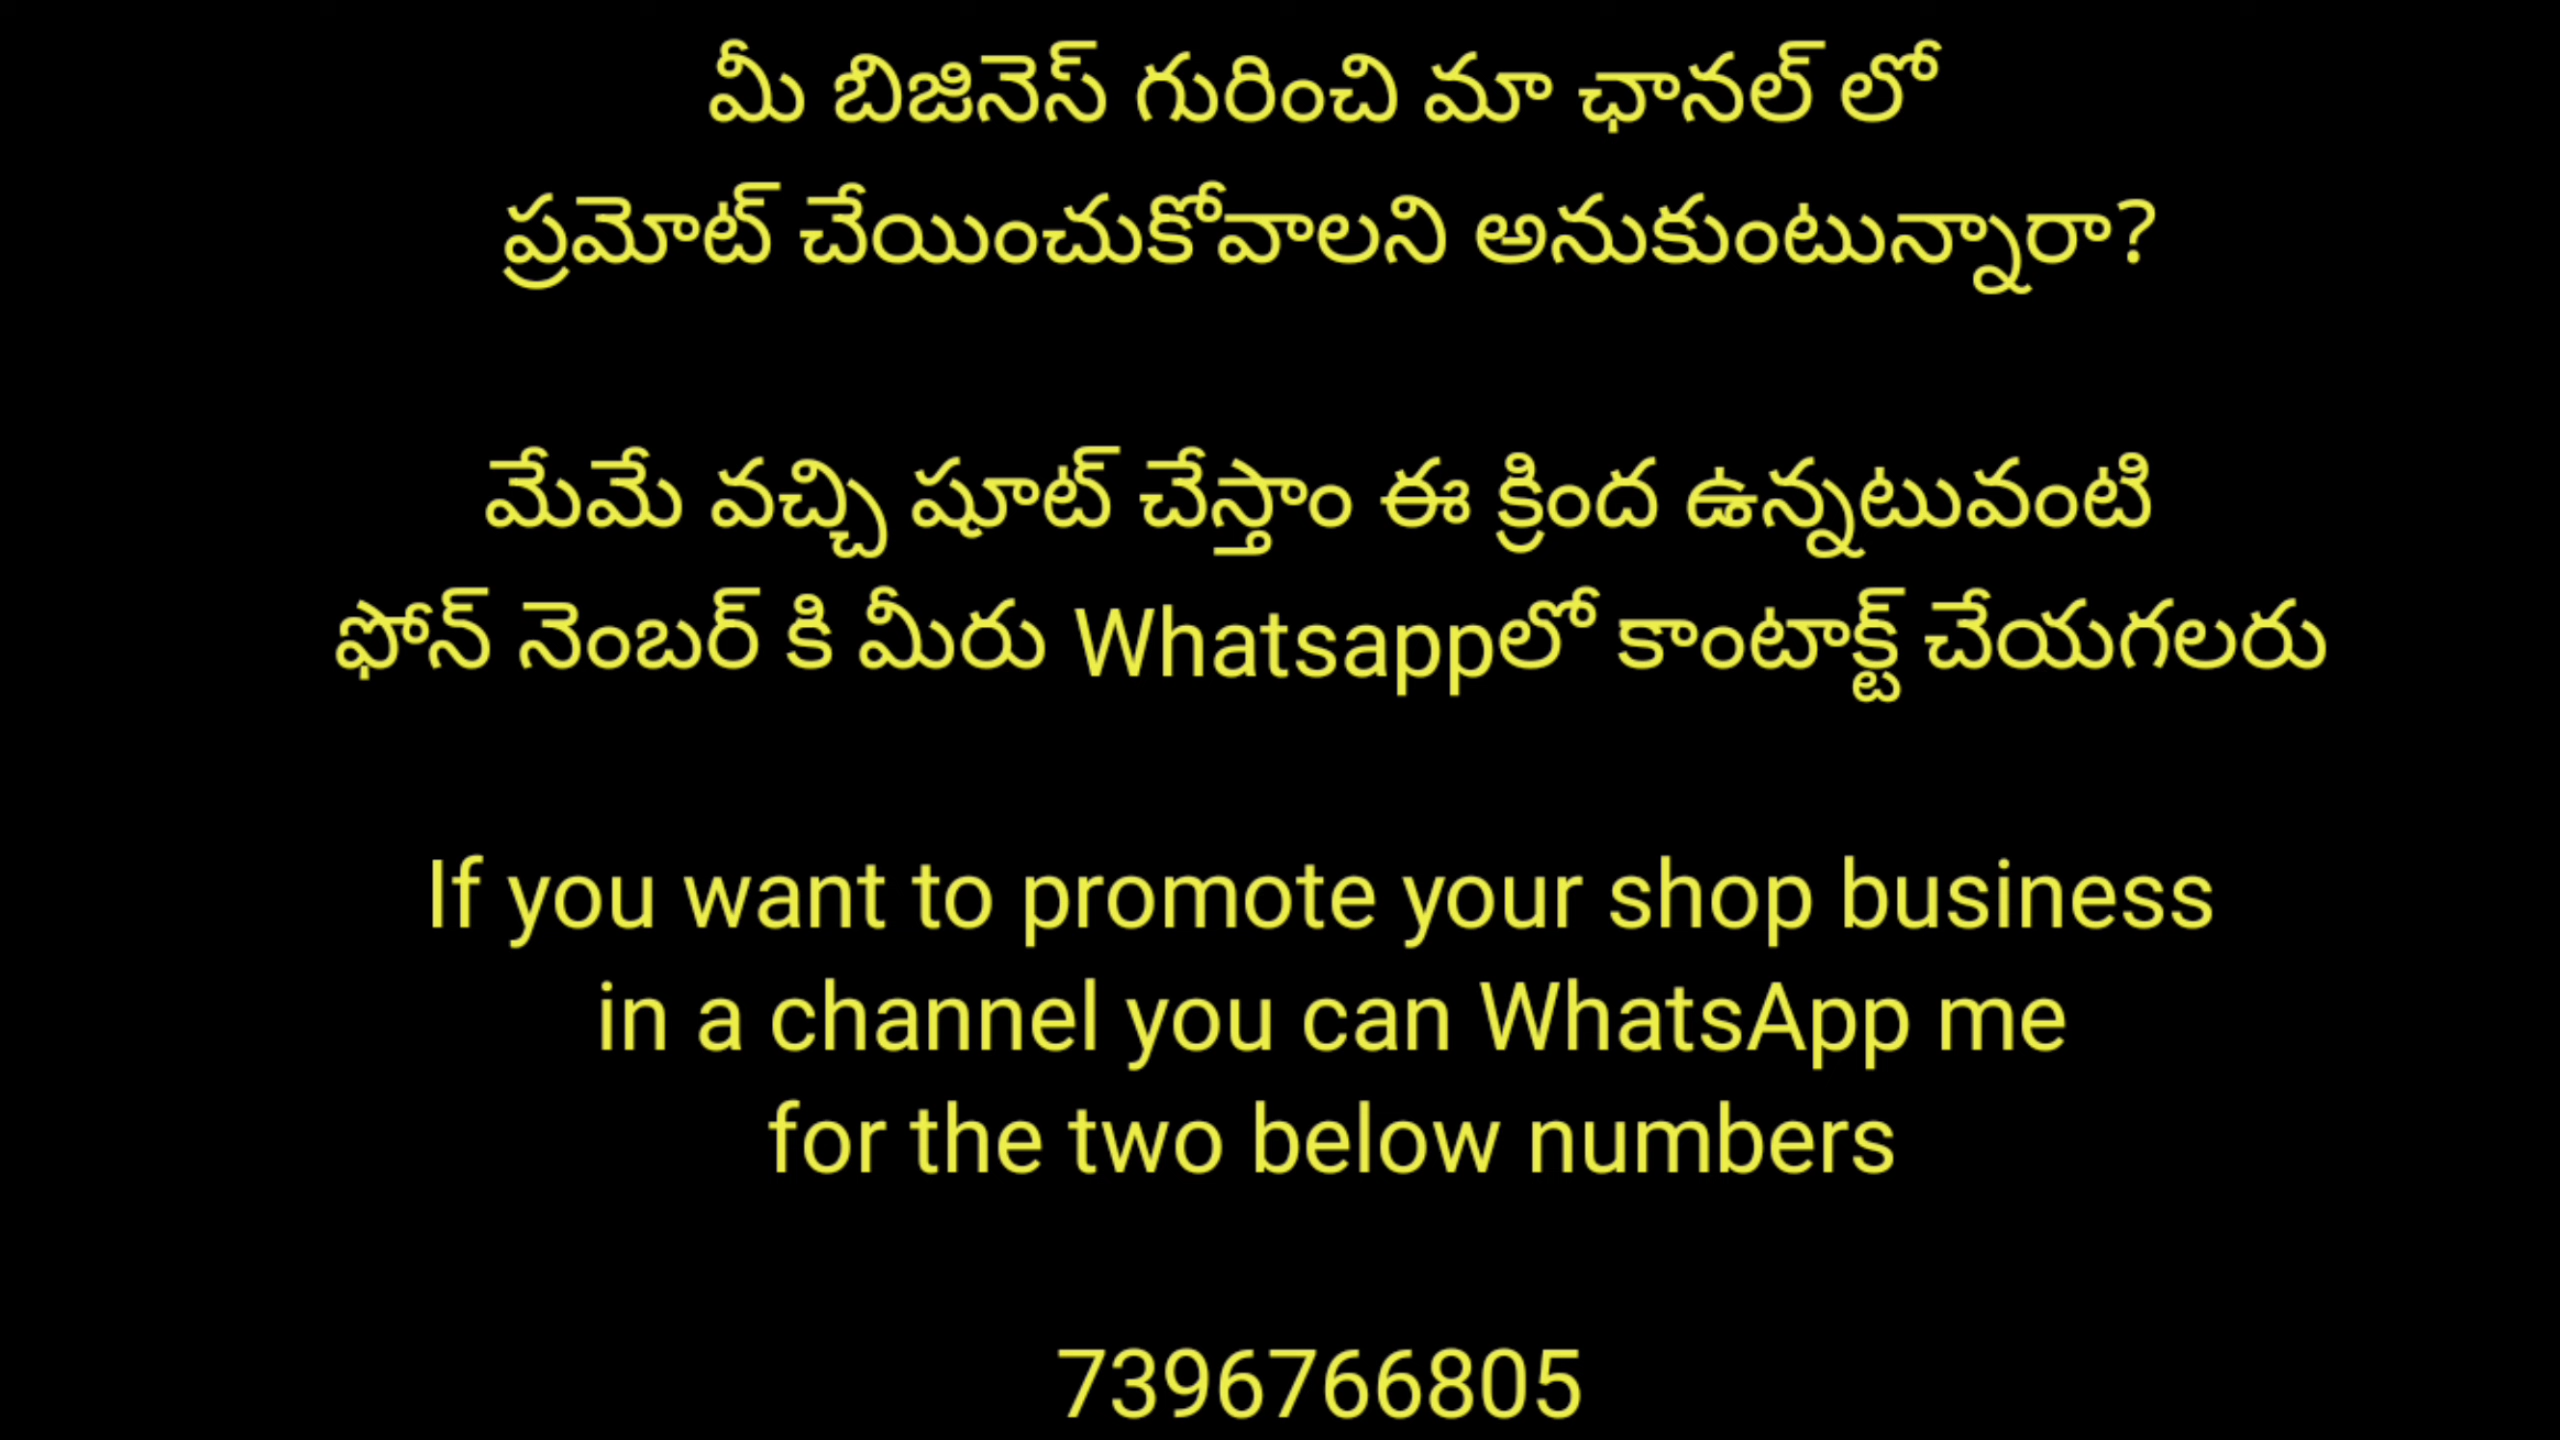 మీ బిజినెస్ గురించి మా ఛానల్ లో
ప్రమోట్ చేయించుకోవాలని అనుకుంటున్నారా?
మేమే వచ్చి షూట్ చేస్తాం ఈ క్రింద ఉన్నటువంటి
ఫోన్ నెంబర్ కి మీరు Whatsappలో కాంటాక్ట్ చేయగలరు
If you want to promote your shop business
in a channel you can WhatsApp me
for the two below numbers
7396766805